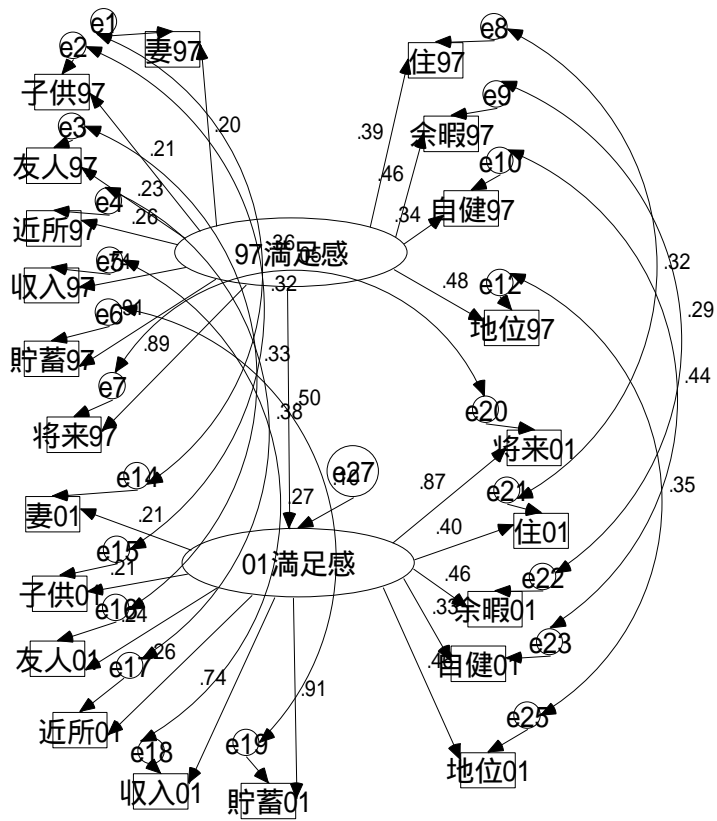 e1
e8
e2
妻97
住97
子供97
e9
.20
余暇97
e3
.39
.21
e10
友人97
.46
.23
e4
自健97
.26
.34
近所97
97満足感
.36
.32
e5
.48
e12
収入97
.32
.29
e6
地位97
貯蓄97
.33
.89
e7
.44
.50
.38
e20
将来97
将来01
e14
e27
.87
e21
.35
妻01
.27
.21
.40
住01
e15
01満足感
e22
.21
.46
子供01
余暇01
.33
e16
.24
e23
友人01
自健01
.26
e17
.74
.91
e25
近所01
e18
e19
地位01
収入01
貯蓄01